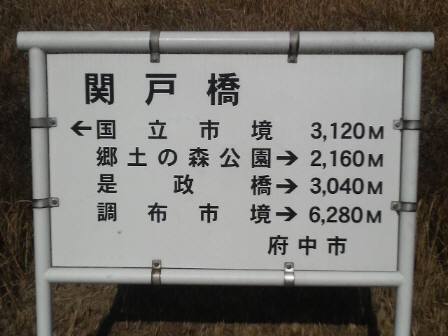 関戸橋
←国立市境 3,120M
郷土の森公園→2,160M
是政橋→3,040M
調布市境→6,280M
府中市